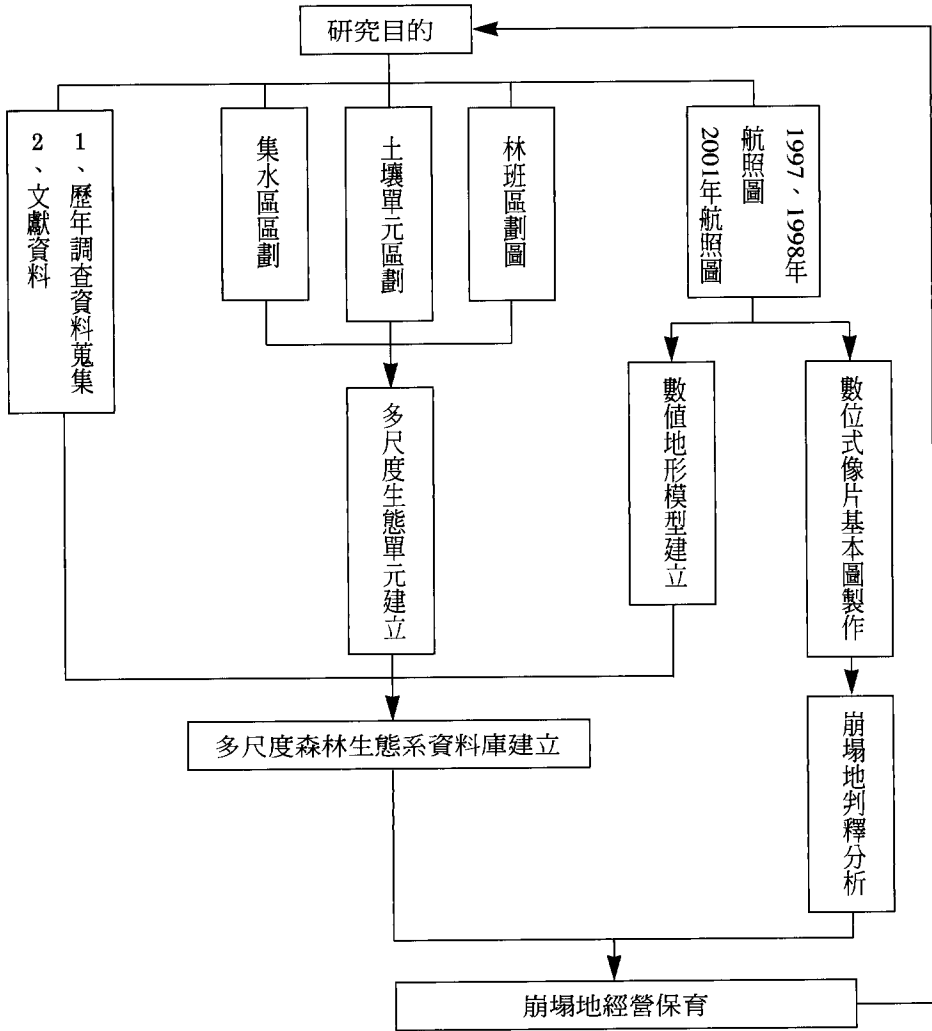 研究目的
1、歷年調查資料蒐集
2、文獻資料
集水區區劃
土壤單元區劃
林班區劃圖
1997、1998年
航照圖
2001年航照圖
多尺度生態單元建立
數值地形模型建立
數位式像片基本圖製作
多尺度森林生態系資料庫建立
崩塌地判釋分析
崩塌地經營保育